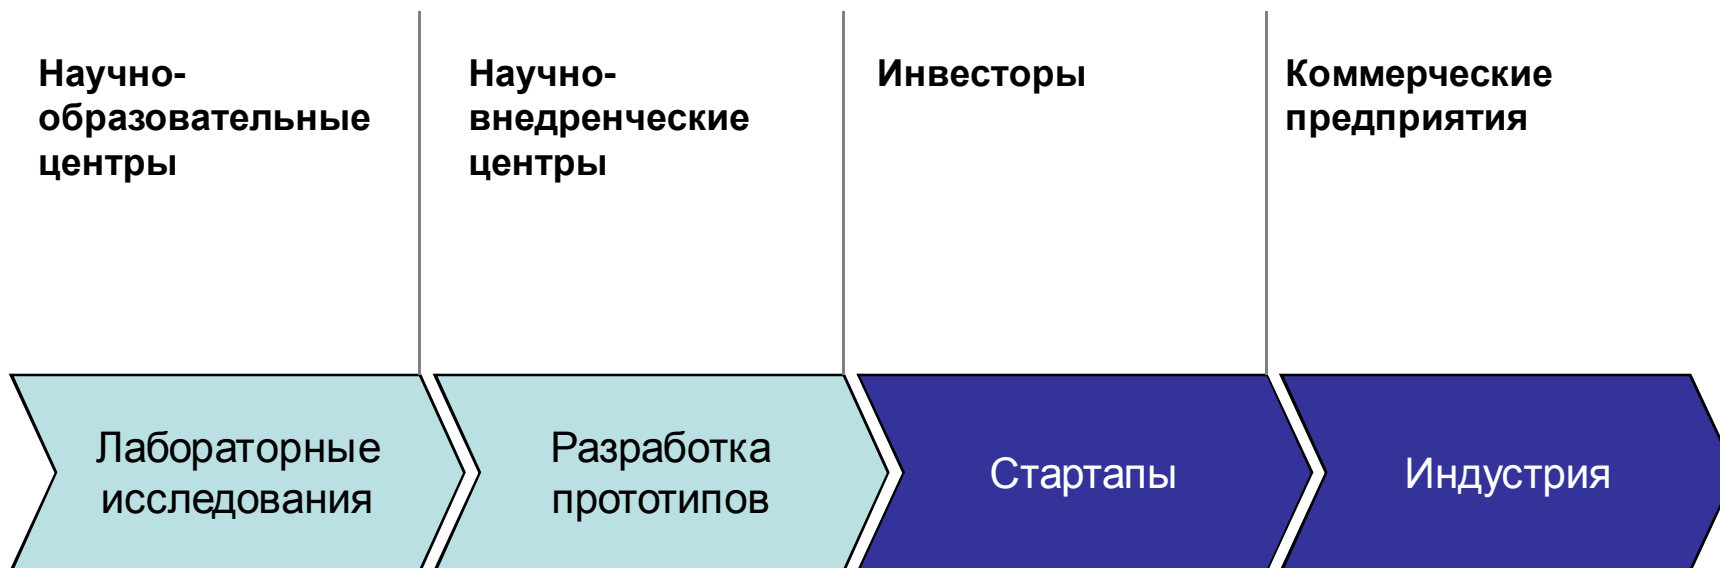 Научно-
образовательные
центры
Научно-
внедренческие
центры
Инвесторы
Коммерческие
предприятия
Лабораторные
исследования
Разработка
прототипов
Стартапы
Индустрия